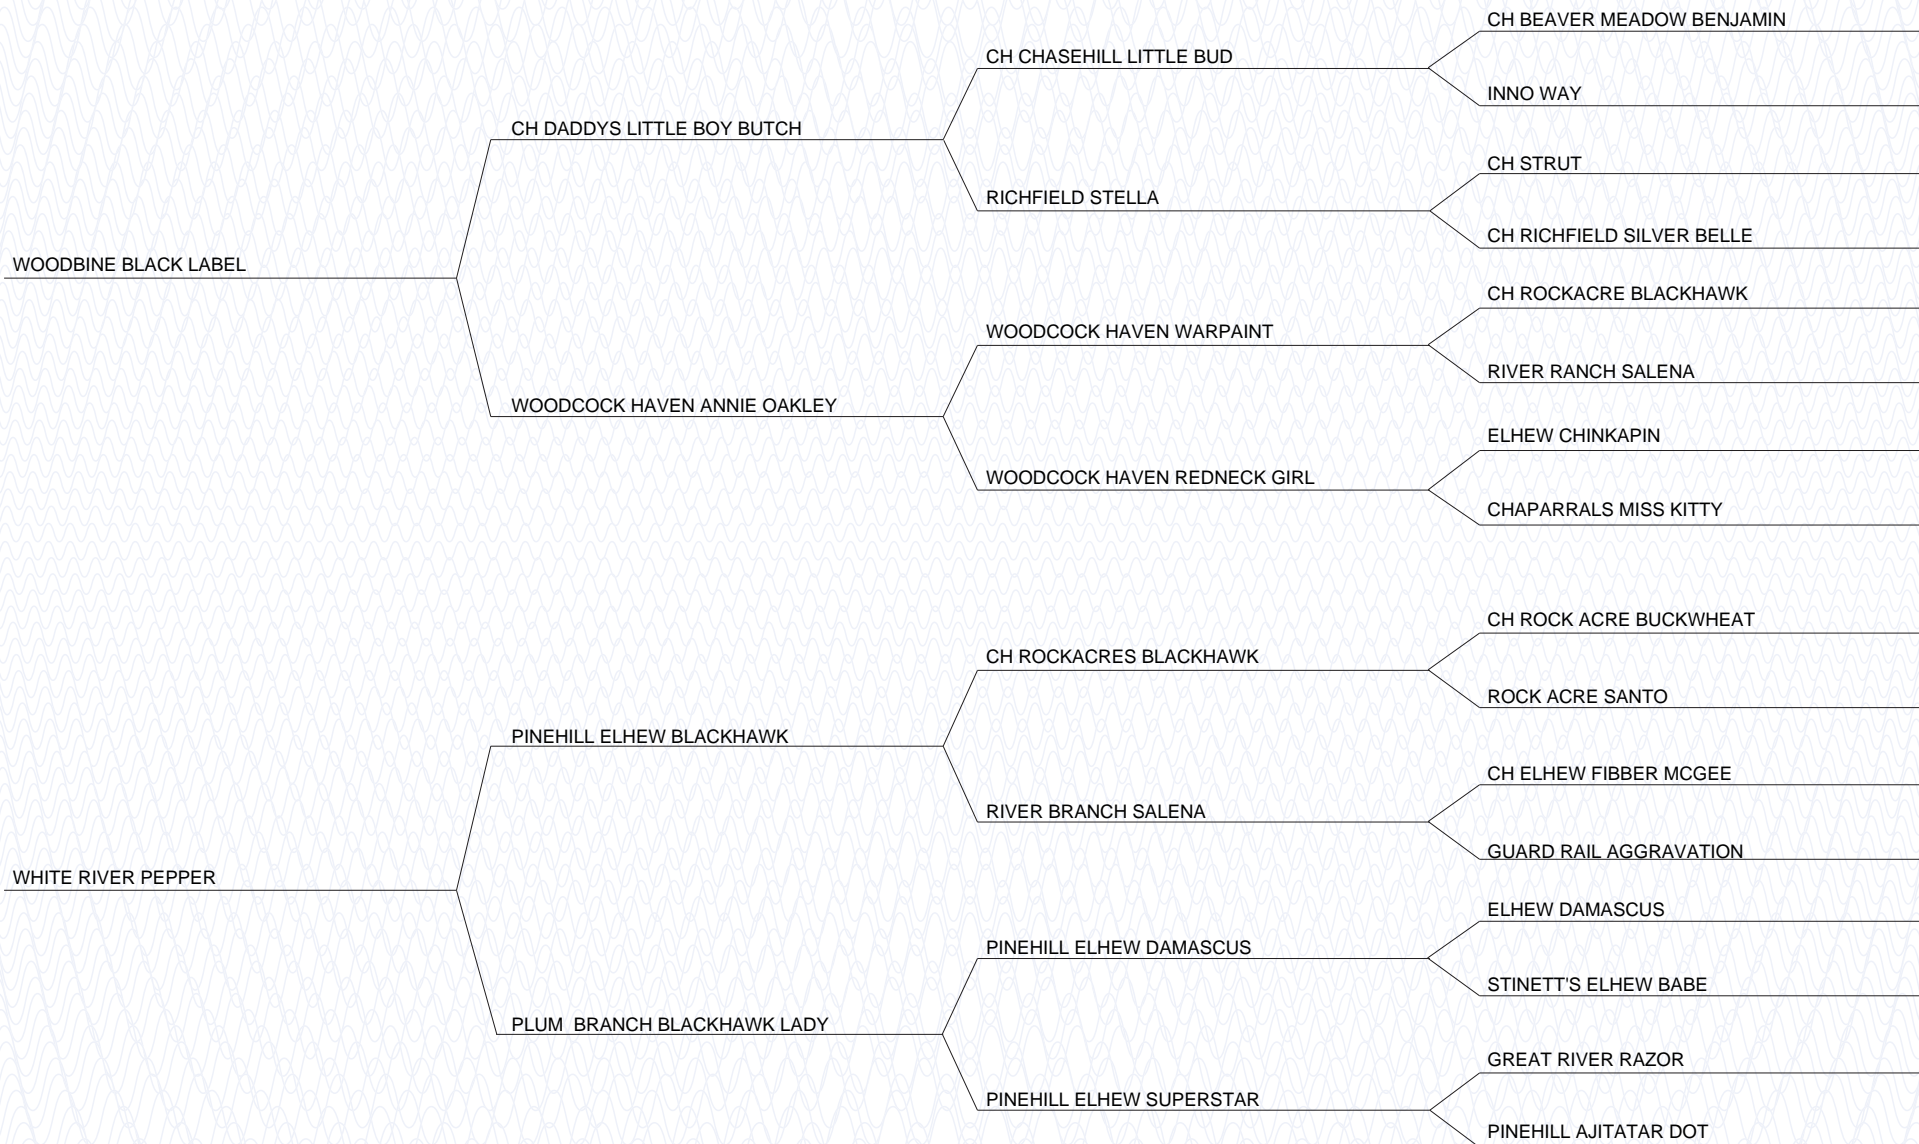 CH BEAVER MEADOW BENJAMIN
CH CHASEHILL LITTLE BUD
INNO WAY
CH DADDYS LITTLE BOY BUTCH
CH STRUT
RICHFIELD STELLA
CH RICHFIELD SILVER BELLE
WOODBINE BLACK LABEL
CH ROCKACRE BLACKHAWK
WOODCOCK HAVEN WARPAINT
RIVER RANCH SALENA
WOODCOCK HAVEN ANNIE OAKLEY
ELHEW CHINKAPIN
WOODCOCK HAVEN REDNECK GIRL
CHAPARRALS MISS KITTY
CH ROCK ACRE BUCKWHEAT
CH ROCKACRES BLACKHAWK
ROCK ACRE SANTO
PINEHILL ELHEW BLACKHAWK
CH ELHEW FIBBER MCGEE
RIVER BRANCH SALENA
GUARD RAIL AGGRAVATION
WHITE RIVER PEPPER
ELHEW DAMASCUS
PINEHILL ELHEW DAMASCUS
STINETT'S ELHEW BABE
PLUM  BRANCH BLACKHAWK LADY
GREAT RIVER RAZOR
PINEHILL ELHEW SUPERSTAR
PINEHILL AJITATAR DOT